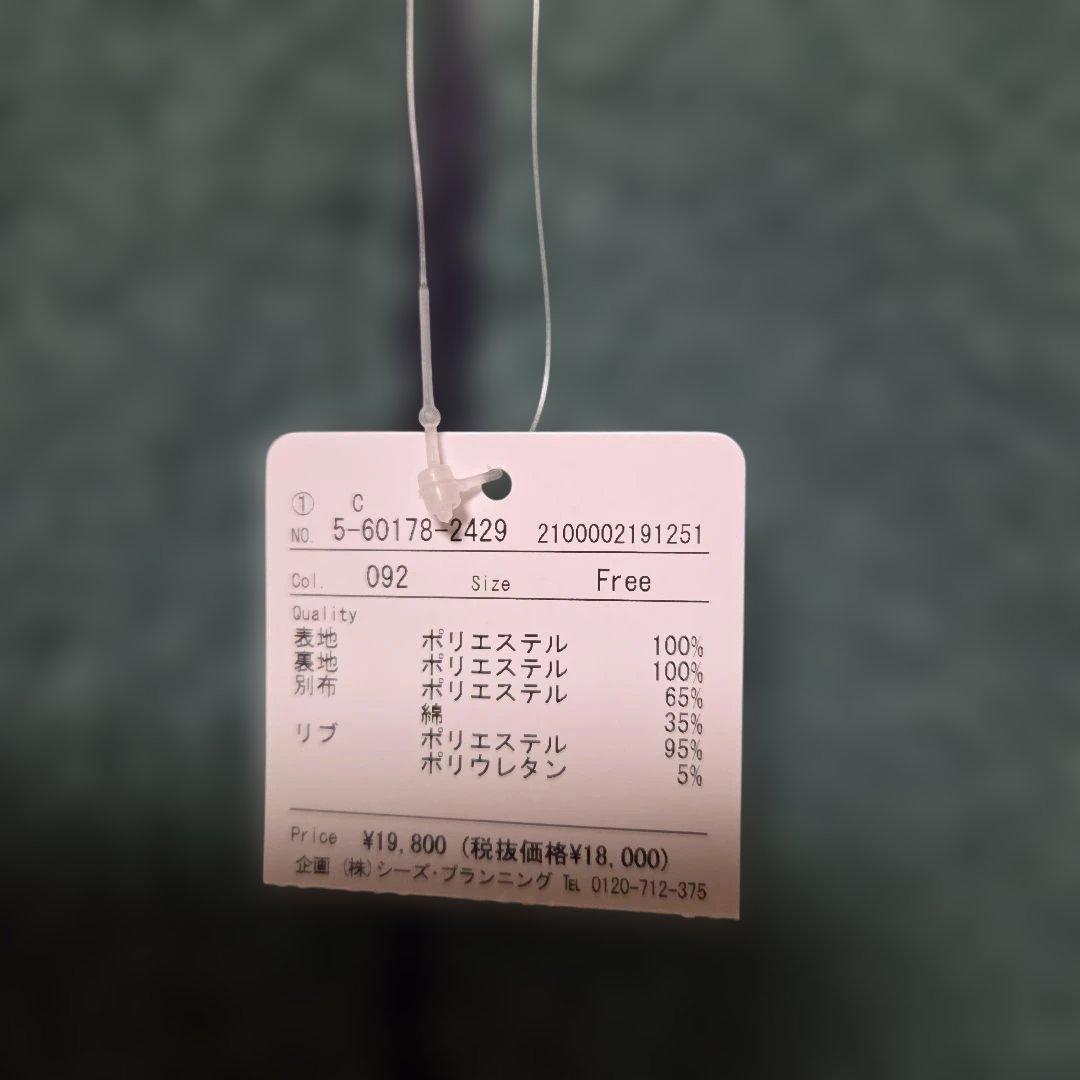 ① C
NO. 5-60178-2429 2100002191251
Col. 092 Size Free
Quality
表地 ポリエステル 100%
裏地 ポリエステル 100%
別布 ポリエステル 65%
綿 35%
リブ ポリエステル 95%
ポリウレタン 5%
Price ¥19,800 (税抜価格¥18,000)
企画 (株)シーズ・プランニング ℡ 0120-712-375